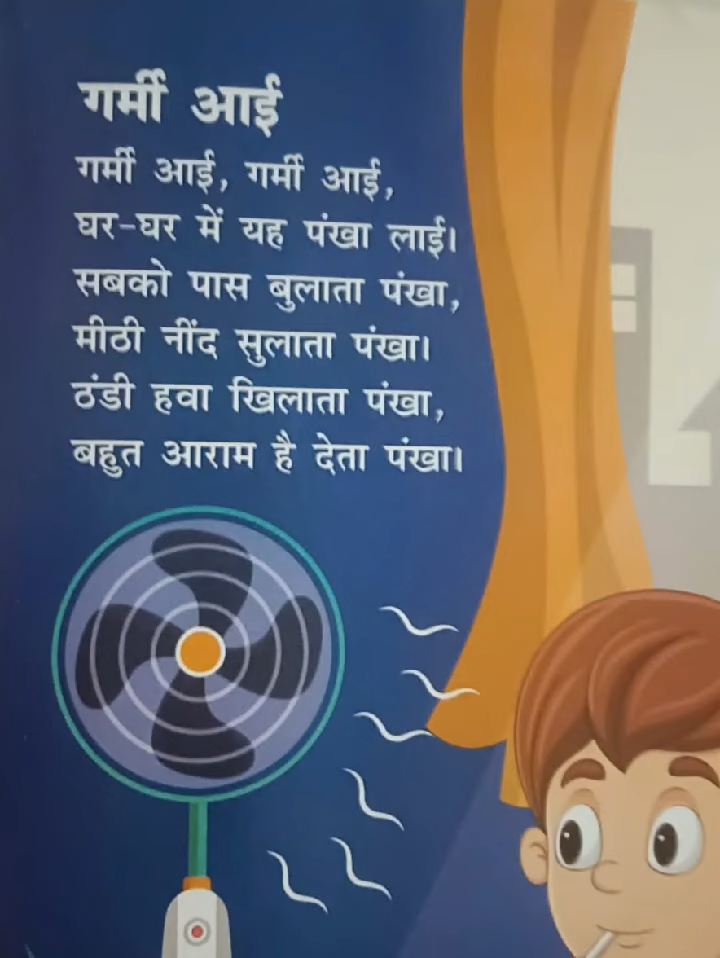 गर्मी आई
गर्मी आई, गर्मी आई,
घर-घर में यह पंखा लाई।
सबको पास बुलाता पंखा,
मीठी नींद सुलाता पंखा।
ठंडी हवा खिलाता पंखा,
बहुत आराम है देता पंखा।